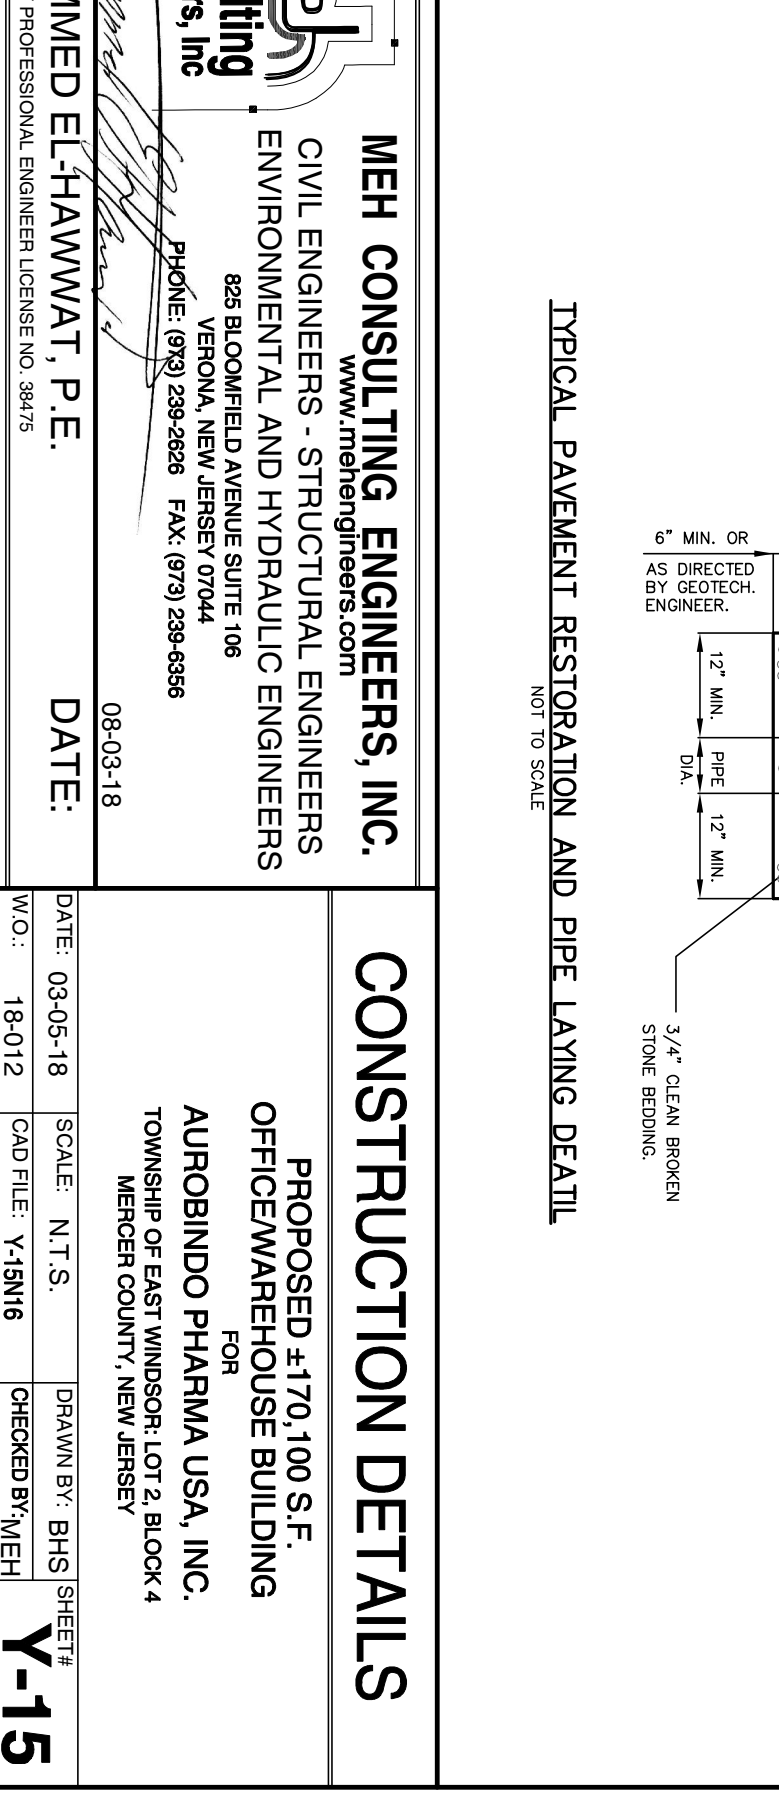 6" MIN. OR
AS DIRECTED
BY GEOTECH.
ENGINEER.
12" MIN.
PIPE
DIA.
12" MIN.
3/4" CLEAN BROKEN
STONE BEDDING.
TYPICAL PAVEMENT RESTORATION AND PIPE LAYING DEATIL
NOT TO SCALE
lting
rs, Inc
MEH CONSULTING ENGINEERS, INC.
www.mehengineers.com
CIVIL ENGINEERS - STRUCTURAL ENGINEERS
ENVIRONMENTAL AND HYDRAULIC ENGINEERS
825 BLOOMFIELD AVENUE SUITE 106
VERONA, NEW JERSEY 07044
PHONE: (973) 239-2626 FAX: (973) 239-6356
08-03-18
MMED EL-HAWWAT, P.E.
DATE:
PROFESSIONAL ENGINEER LICENSE NO. 38475
CONSTRUCTION DETAILS
PROPOSED ±170,100 S.F.
OFFICE/WAREHOUSE BUILDING
FOR
AUROBINDO PHARMA USA, INC.
TOWNSHIP OF EAST WINDSOR: LOT 2, BLOCK 4
MERCER COUNTY, NEW JERSEY
DATE: 03-05-18
SCALE: N.T.S.
DRAWN BY: BHS
SHEET#
W.O.: 18-012
CAD FILE: Y-15N16
CHECKED BY: MEH
Y-15